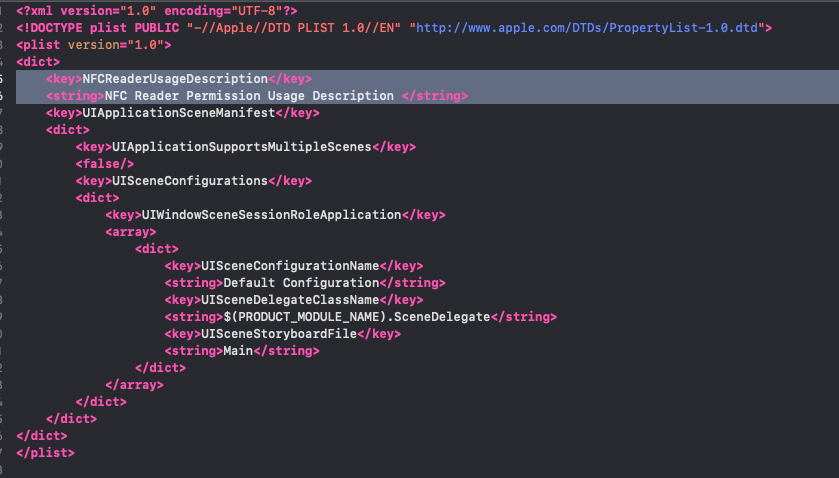 <?xml version="1.0" encoding="UTF-8"?>
<!DOCTYPE plist PUBLIC "-//Apple//DTD PLIST 1.0//EN" "http://www.apple.com/DTDs/PropertyList-1.0.dtd">
<plist version="1.0">
<dict>
<key>NFCReaderUsageDescription</key>
<string>NFC Reader Permission Usage Description </string>
<key>UIApplicationSceneManifest</key>
<dict>
<key>UIApplicationSupportsMultipleScenes</key>
<false/>
<key>UISceneConfigurations</key>
<dict>
<key>UIWindowSceneSessionRoleApplication</key>
<array>
<dict>
<key>UISceneConfigurationName</key>
<string>Default Configuration</string>
<key>UISceneDelegateClassName</key>
<string>$(PRODUCT_MODULE_NAME).SceneDelegate</string>
<key>UISceneStoryboardFile</key>
<string>Main</string>
</dict>
</array>
</dict>
</dict>
</dict>
</plist>